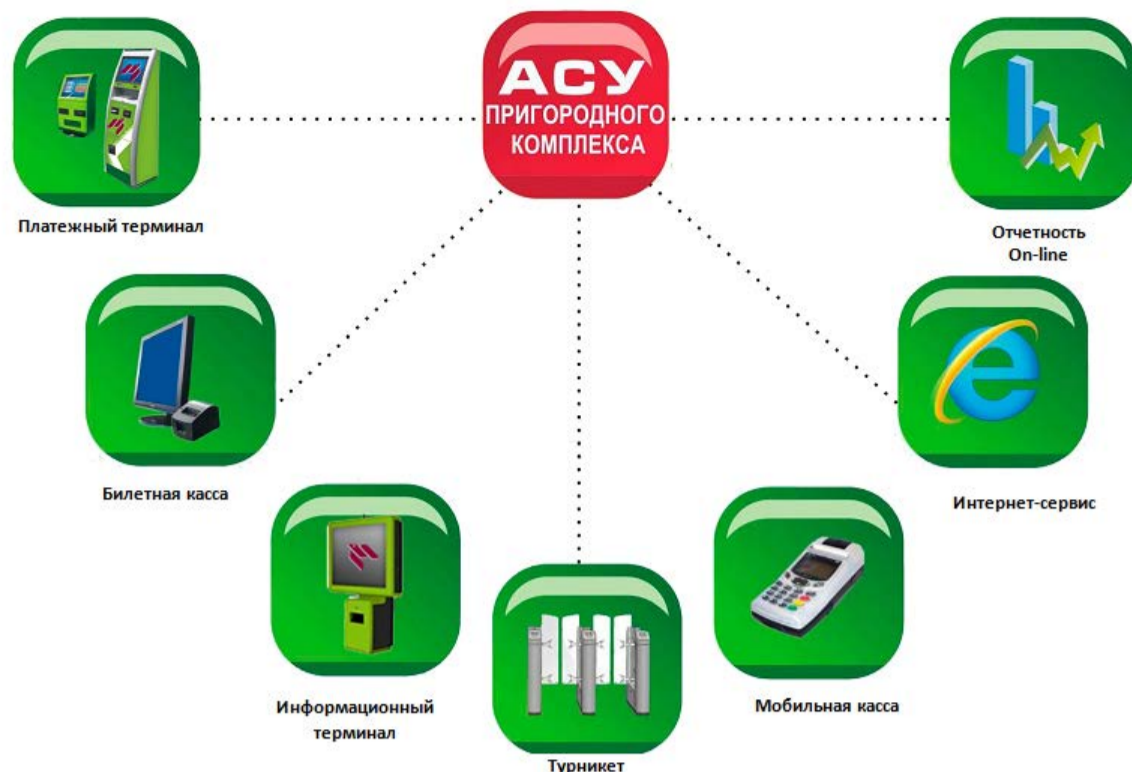 АСУ
ПРИГОРОДНОГО
КОМПЛЕКСА
Платежный терминал
Отчетность
On-line
Билетная касса
Интернет-сервис
Информационный
терминал
Мобильная касса
Турникет